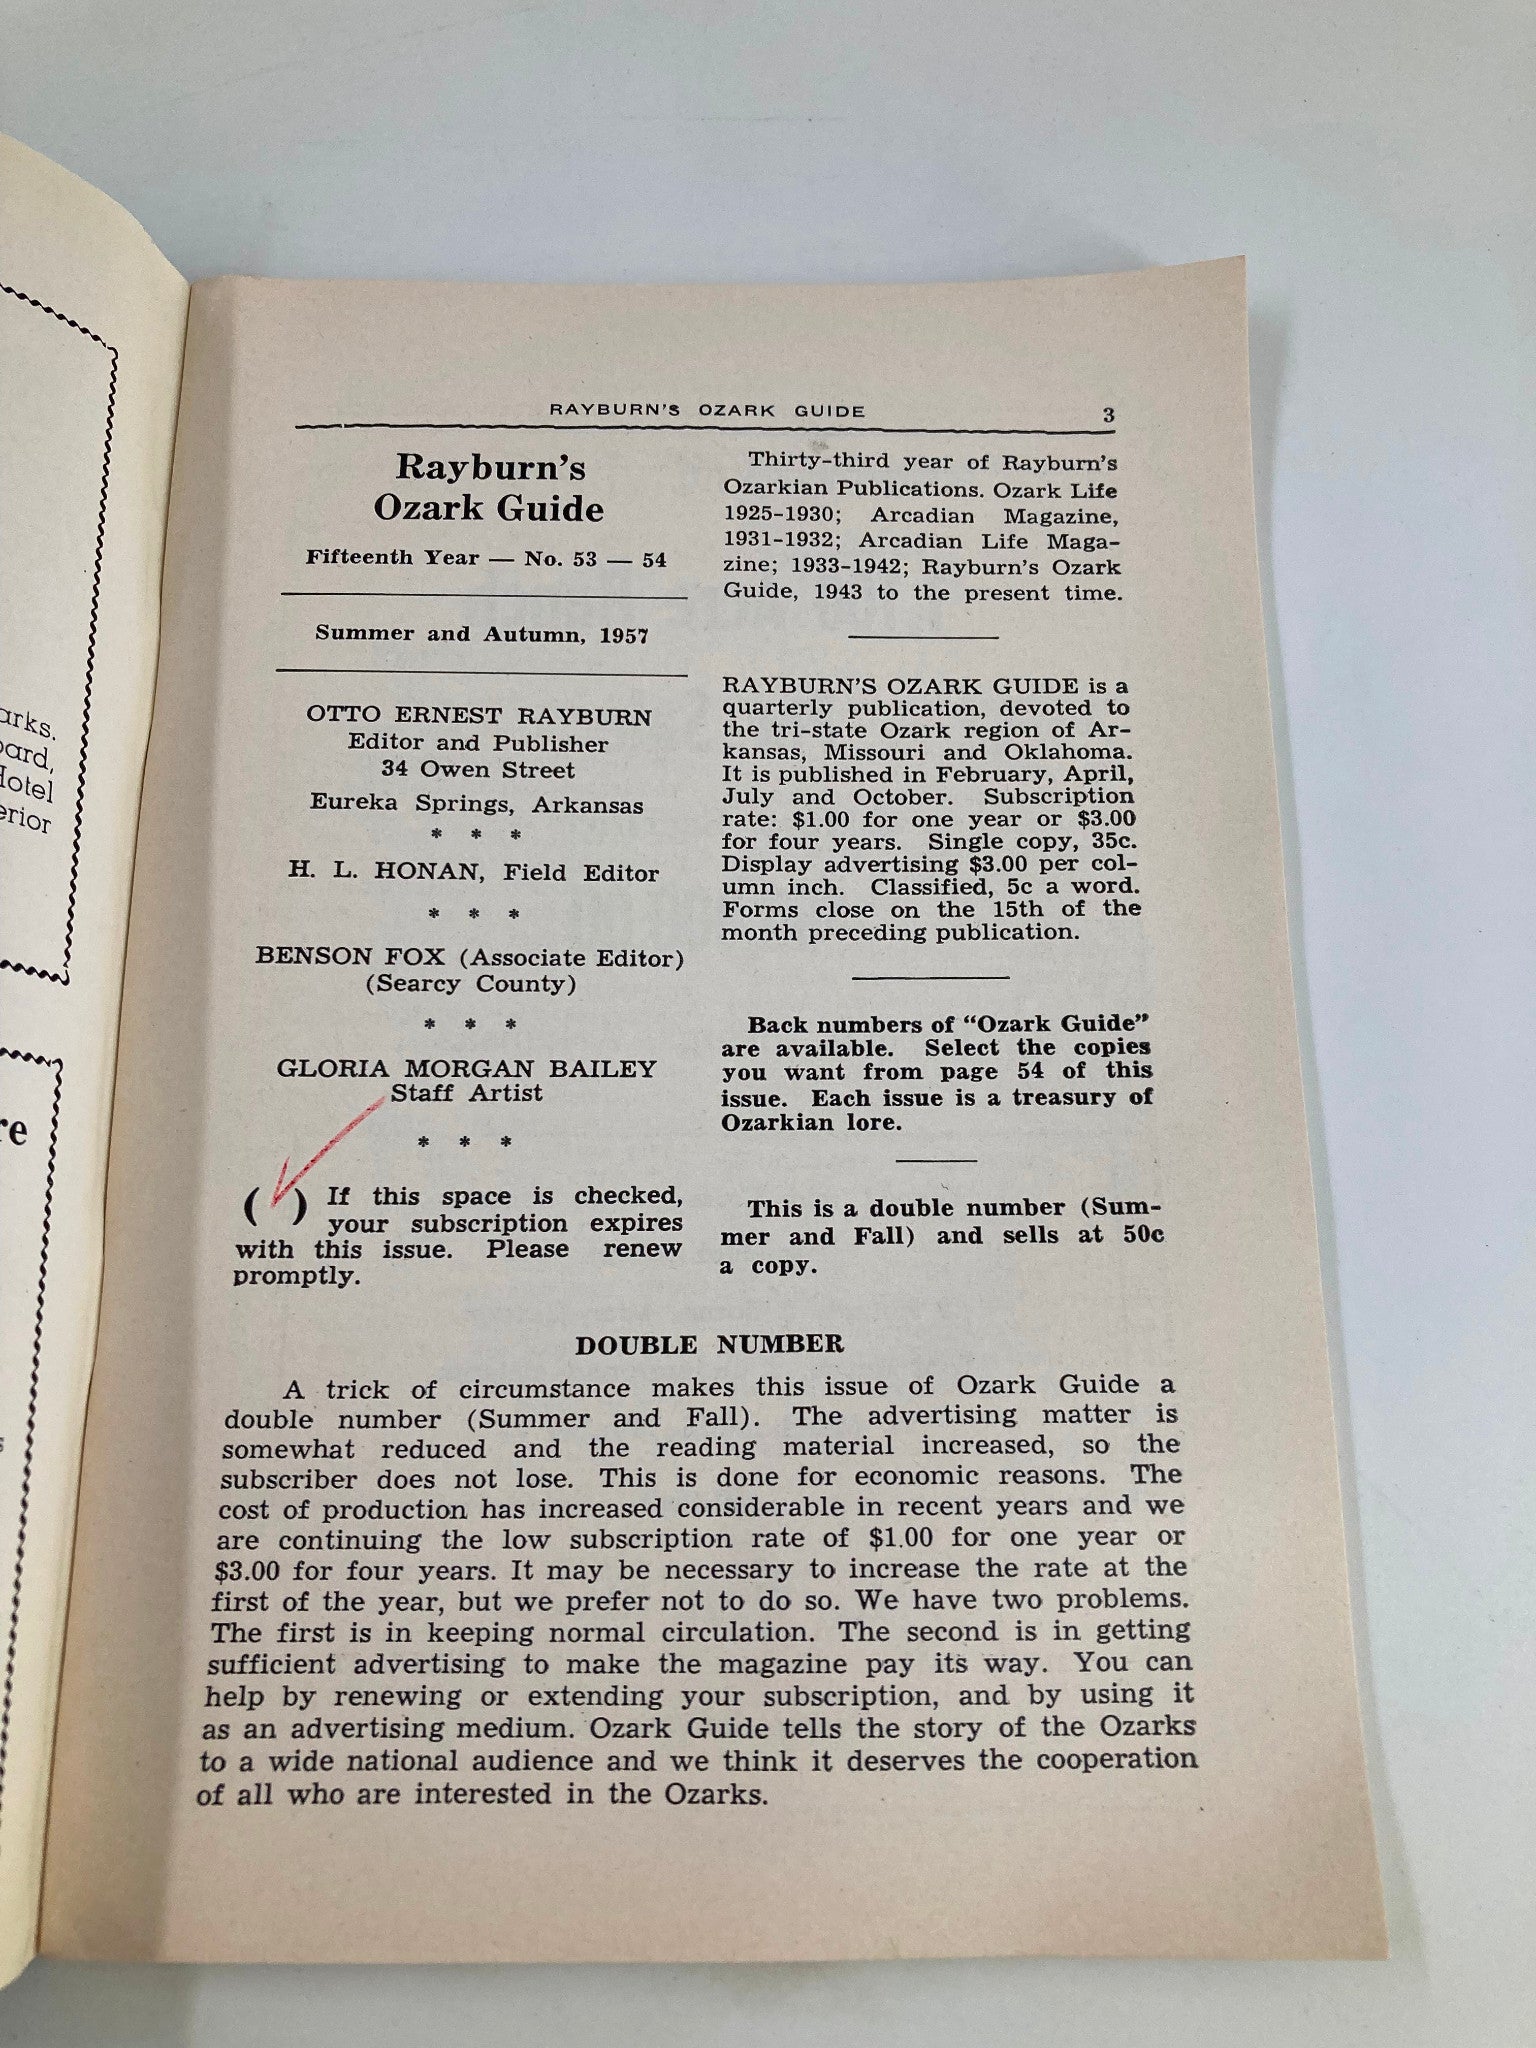 arks.
oard,
Hotel
erior
re
RAYBURN'S OZARK GUIDE
3
Rayburn's
Ozark Guide
Fifteenth Year — No. 53 — 54
Summer and Autumn, 1957
OTTO ERNEST RAYBURN
Editor and Publisher
34 Owen Street
Eureka Springs, Arkansas
* * *
H. L. HONAN, Field Editor
* * *
BENSON FOX (Associate Editor)
(Searcy County)
* * *
GLORIA MORGAN BAILEY
Staff Artist
* * *
(✓) If this space is checked,
your subscription expires
with this issue. Please renew
promptly.
Thirty-third year of Rayburn's
Ozarkian Publications. Ozark Life
1925-1930; Arcadian Magazine,
1931-1932; Arcadian Life Maga-
zine; 1933-1942; Rayburn's Ozark
Guide, 1943 to the present time.
RAYBURN'S OZARK GUIDE is a
quarterly publication, devoted to
the tri-state Ozark region of Ar-
kansas, Missouri and Oklahoma.
It is published in February, April,
July and October. Subscription
rate: $1.00 for one year or $3.00
for four years. Single copy, 35c.
Display advertising $3.00 per col-
umn inch. Classified, 5c a word.
Forms close on the 15th of the
month preceding publication.
Back numbers of “Ozark Guide”
are available. Select the copies
you want from page 54 of this
issue. Each issue is a treasury of
Ozarkian lore.
This is a double number (Sum-
mer and Fall) and sells at 50c
a copy.
DOUBLE NUMBER
A trick of circumstance makes this issue of Ozark Guide a
double number (Summer and Fall). The advertising matter is
somewhat reduced and the reading material increased, so the
subscriber does not lose. This is done for economic reasons. The
cost of production has increased considerable in recent years and we
are continuing the low subscription rate of $1.00 for one year or
$3.00 for four years. It may be necessary to increase the rate at the
first of the year, but we prefer not to do so. We have two problems.
The first is in keeping normal circulation. The second is in getting
sufficient advertising to make the magazine pay its way. You can
help by renewing or extending your subscription, and by using it
as an advertising medium. Ozark Guide tells the story of the Ozarks
to a wide national audience and we think it deserves the cooperation
of all who are interested in the Ozarks.